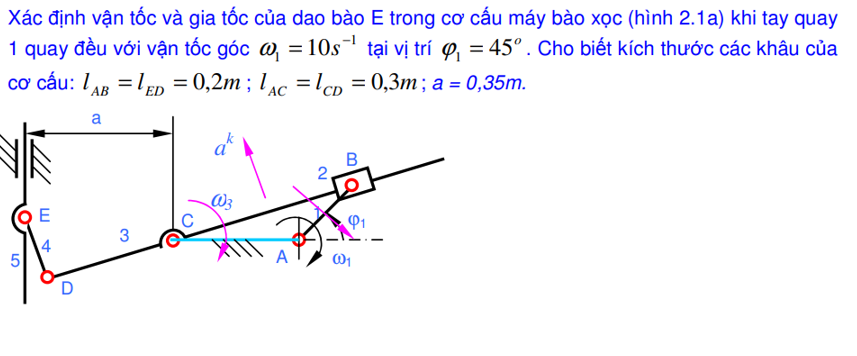 Xác định vận tốc và gia tốc của dao bào E trong cơ cấu máy bào xọc (hình 2.1a) khi tay quay
1 quay đều với vận tốc góc ω₁ = 10s⁻¹ tại vị trí φ₁ = 45° . Cho biết kích thước các khâu của
cơ cấu: l_AB = l_ED = 0,2m ; l_AC = l_CD = 0,3m ; a = 0,35m.
a
aᵏ
2
B
ω₃
E
C
1
φ₁
4
3
5
A
ω₁
D